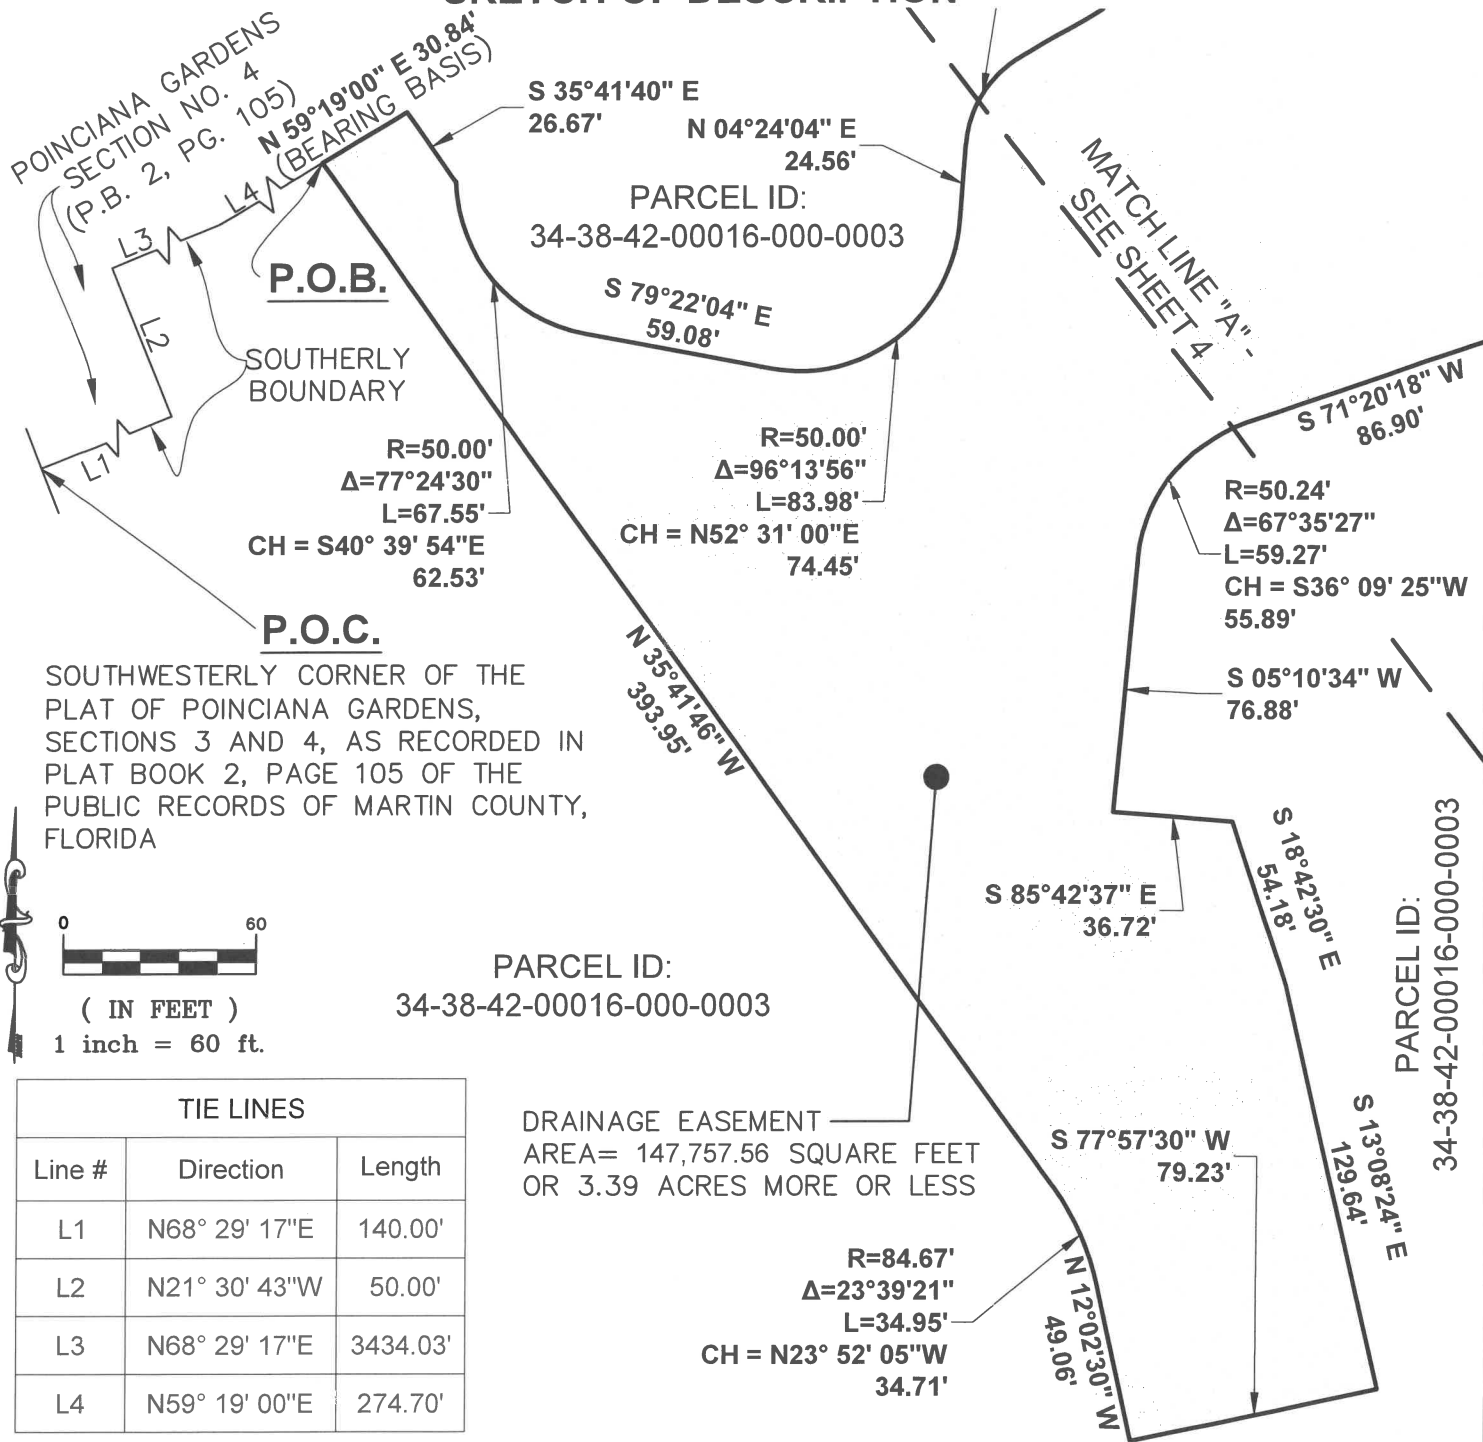 SKETCH OF DESCRIPTION
POINCIANA GARDENS
SECTION NO. 4
(P.B. 2, PG. 105)
N 59°19'00" E 30.84'
(BEARING BASIS)
S 35°41'40" E
26.67'
N 04°24'04" E
24.56'
PARCEL ID:
34-38-42-00016-000-0003
MATCH LINE "A" -
SEE SHEET 4
L4
L3
L2
L1
P.O.B.
SOUTHERLY
BOUNDARY
S 79°22'04" E
59.08'
S 71°20'18" W
86.90'
R=50.00'
Δ=77°24'30"
L=67.55'
CH = S40° 39' 54"E
62.53'
R=50.00'
Δ=96°13'56"
L=83.98'
CH = N52° 31' 00"E
74.45'
R=50.24'
Δ=67°35'27"
L=59.27'
CH = S36° 09' 25"W
55.89'
P.O.C.
SOUTHWESTERLY CORNER OF THE
PLAT OF POINCIANA GARDENS,
SECTIONS 3 AND 4, AS RECORDED IN
PLAT BOOK 2, PAGE 105 OF THE
PUBLIC RECORDS OF MARTIN COUNTY,
FLORIDA
N 35°41'46" W
393.95'
S 05°10'34" W
76.88'
S 85°42'37" E
36.72'
S 18°42'30" E
54.18'
PARCEL ID:
34-38-42-00016-000-0003
0 60
( IN FEET )
1 inch = 60 ft.
PARCEL ID:
34-38-42-00016-000-0003
DRAINAGE EASEMENT
AREA= 147,757.56 SQUARE FEET
OR 3.39 ACRES MORE OR LESS
S 77°57'30" W
79.23'
S 13°08'24" E
129.64'
R=84.67'
Δ=23°39'21"
L=34.95'
CH = N23° 52' 05"W
34.71'
N 12°02'30" W
49.06'
TIE LINES
Line # Direction Length
L1 N68° 29' 17"E 140.00'
L2 N21° 30' 43"W 50.00'
L3 N68° 29' 17"E 3434.03'
L4 N59° 19' 00"E 274.70'